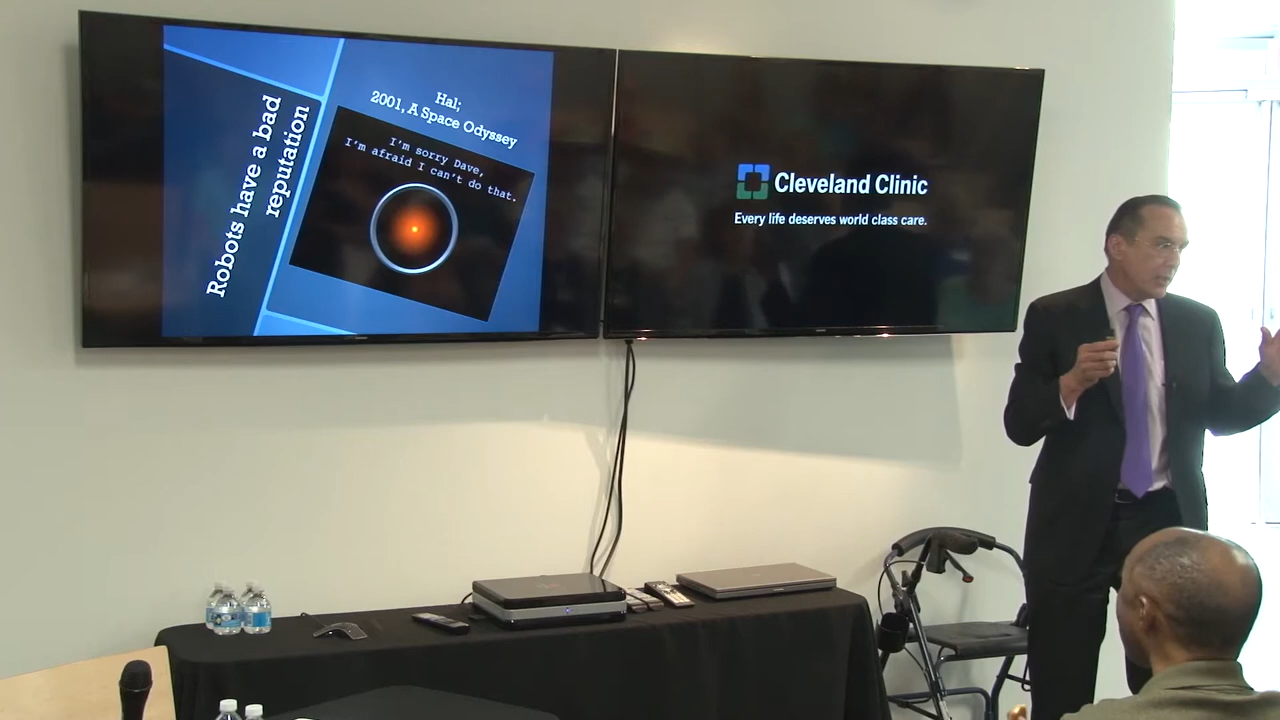 Robots have a bad
reputation
Hal;
2001, A Space Odyssey
I'm sorry Dave,
I'm afraid I can't do that.
Cleveland Clinic
Every life deserves world class care.